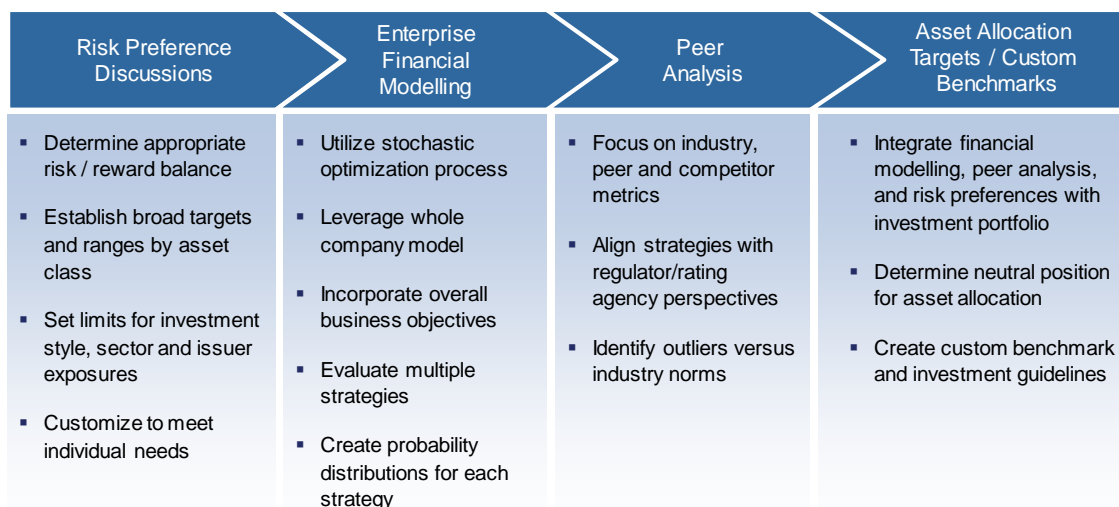 Risk Preference
Discussions
Enterprise
Financial
Modelling
Peer
Analysis
Asset Allocation
Targets / Custom
Benchmarks
▪ Determine appropriate
risk / reward balance
▪ Establish broad targets
and ranges by asset
class
▪ Set limits for investment
style, sector and issuer
exposures
▪ Customize to meet
individual needs
▪ Utilize stochastic
optimization process
▪ Leverage whole
company model
▪ Incorporate overall
business objectives
▪ Evaluate multiple
strategies
▪ Create probability
distributions for each
strategy
▪ Focus on industry,
peer and competitor
metrics
▪ Align strategies with
regulator/rating
agency perspectives
▪ Identify outliers versus
industry norms
▪ Integrate financial
modelling, peer analysis,
and risk preferences with
investment portfolio
▪ Determine neutral position
for asset allocation
▪ Create custom benchmark
and investment guidelines